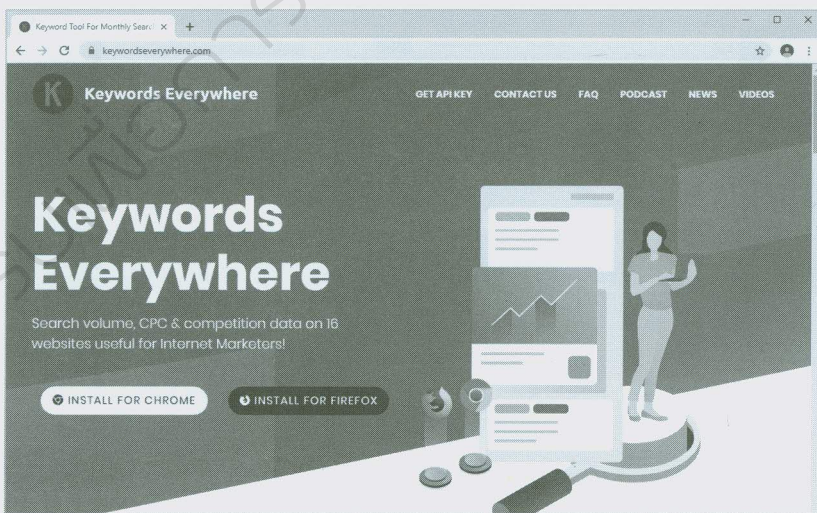 Keyword Tool For Monthly Sear
keywordseverywhere.com
K
Keywords Everywhere
GET API KEY
CONTACT US
FAQ
PODCAST
NEWS
VIDEOS
Keywords
Everywhere
Search volume, CPC & competition data on 16
websites useful for Internet Marketers!
INSTALL FOR CHROME
INSTALL FOR FIREFOX